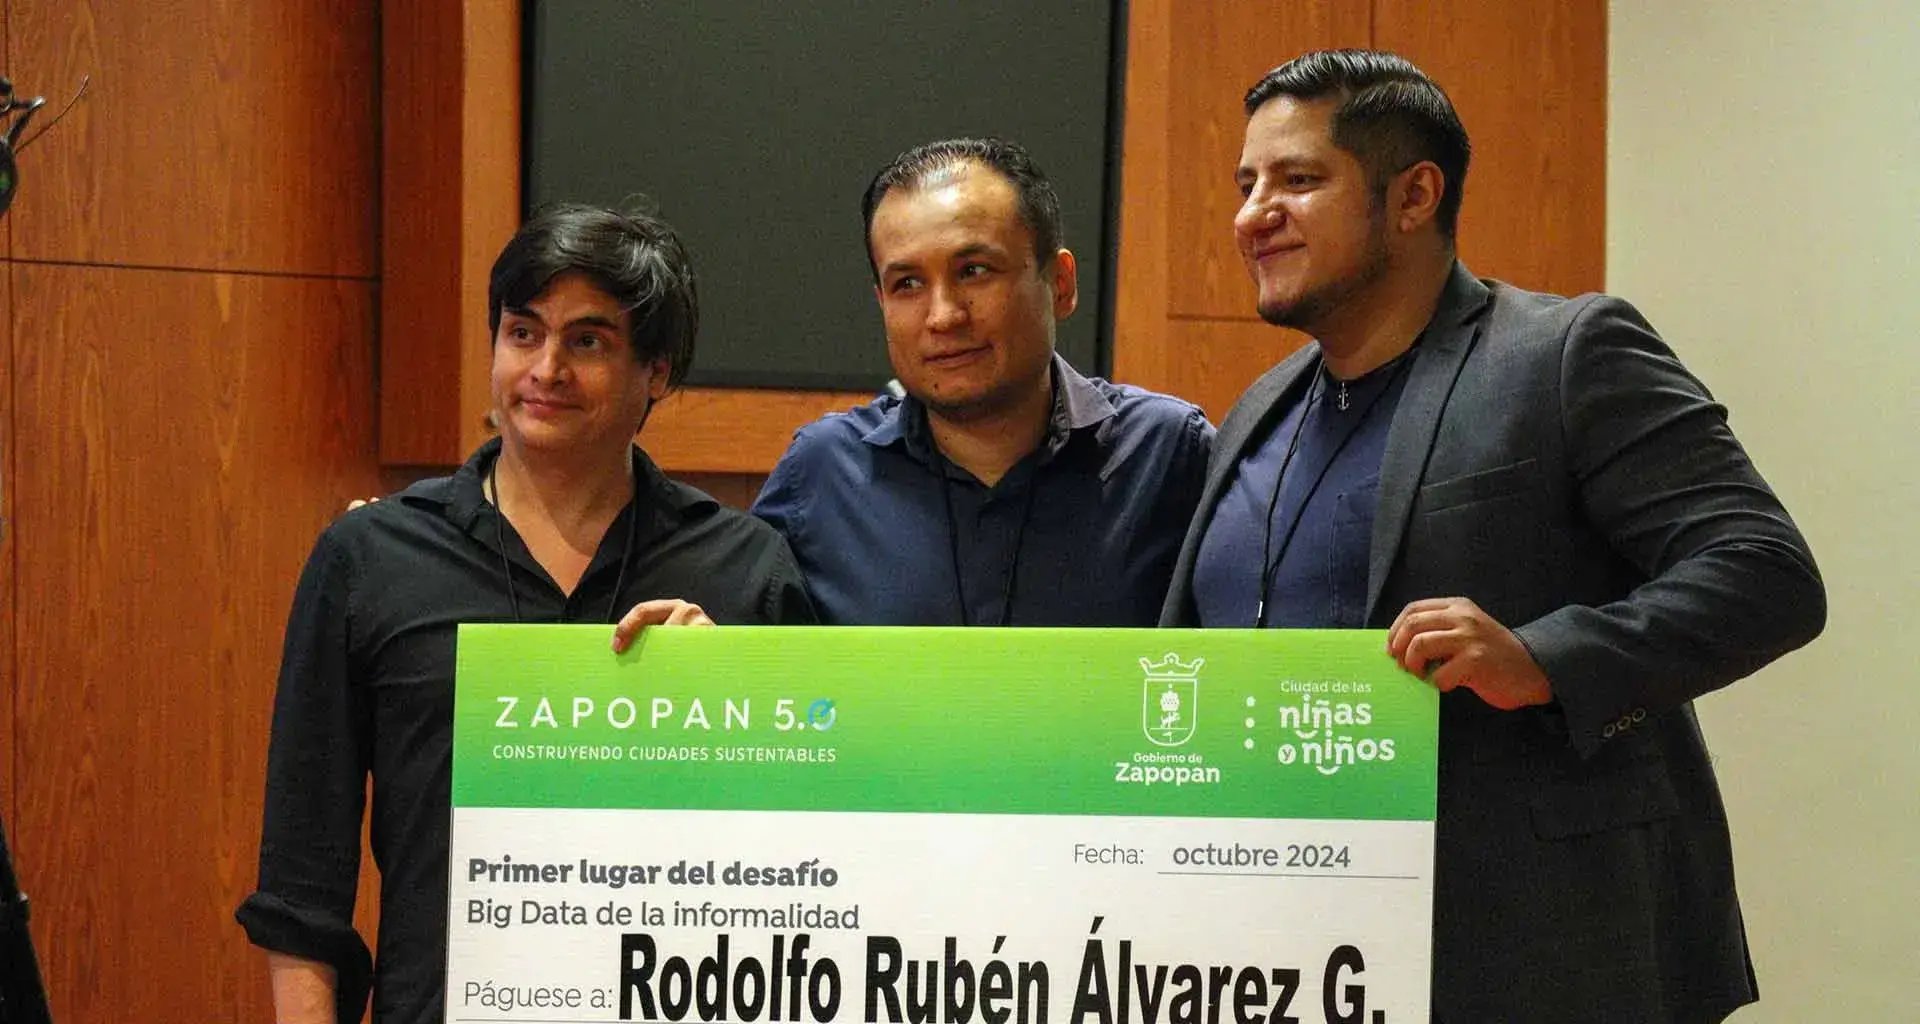 ZAPOPAN 5.0
CONSTRUYENDO CIUDADES SUSTENTABLES
Gobierno de
Zapopan
Ciudad de las
niñas
y niños
Fecha: octubre 2024
Primer lugar del desafío
Big Data de la informalidad
Páguese a: Rodolfo Rubén Álvarez G.